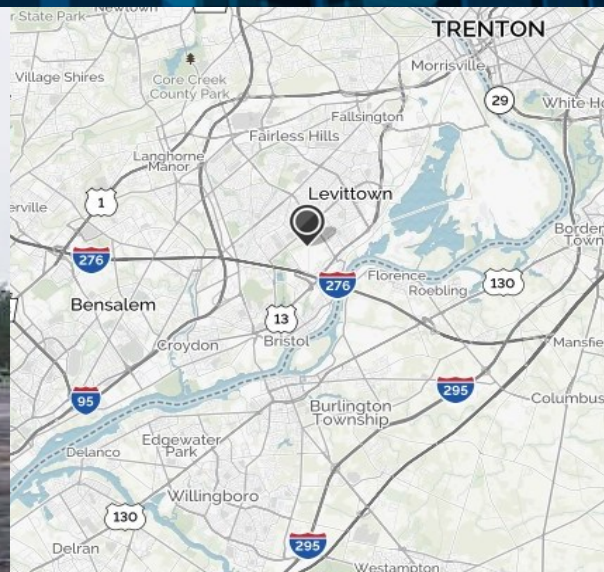 Newtown
r State Park
TRENTON
Morrisville
Village Shires
Core Creek
County Park
29
White Ho
Fallsington
Fairless Hills
Langhorne
Manor
Levittown
1
erville
276
Border
Town
276
Florence
Roebling
130
Bensalem
13
Bristol
Croydon
Mansfie
95
295
Columbus
Burlington
Township
Edgewater
Park
Delanco
Willingboro
130
Delran
295
Westampton